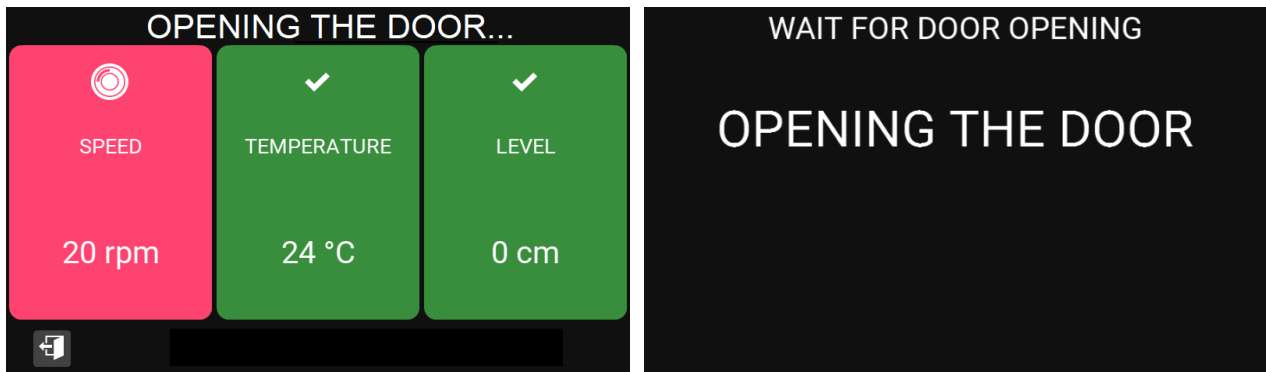 OPENING THE DOOR...
SPEED
TEMPERATURE
LEVEL
20 rpm
24 °C
0 cm
WAIT FOR DOOR OPENING
OPENING THE DOOR